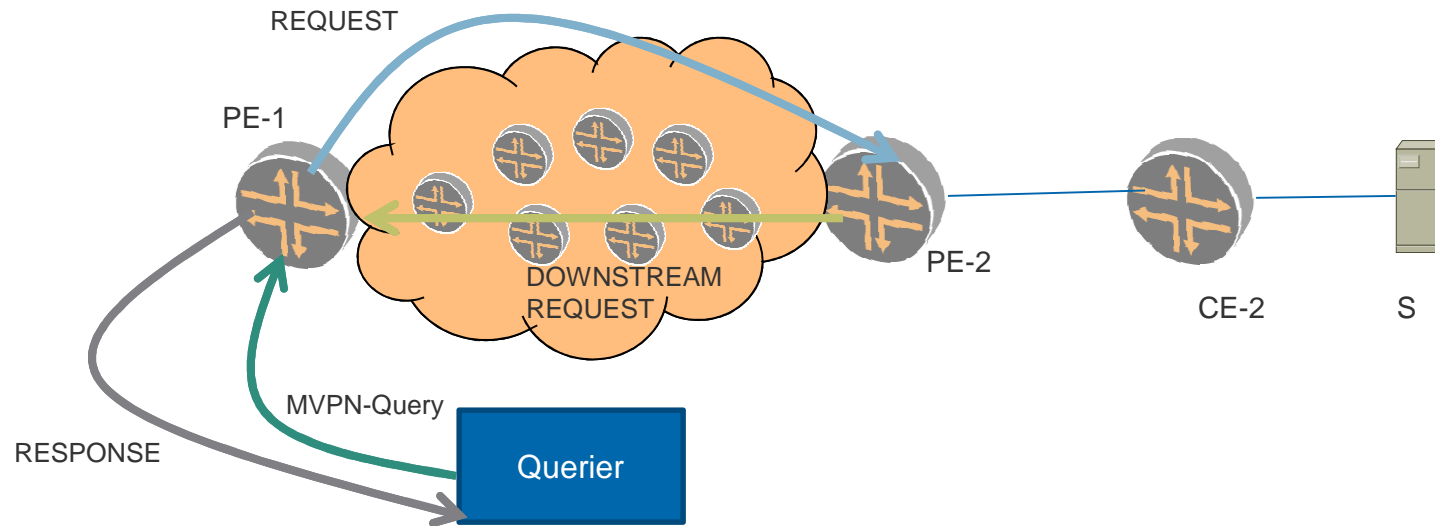 REQUEST
PE-1
PE-2
DOWNSTREAM
REQUEST
CE-2
S
MVPN-Query
RESPONSE
Querier